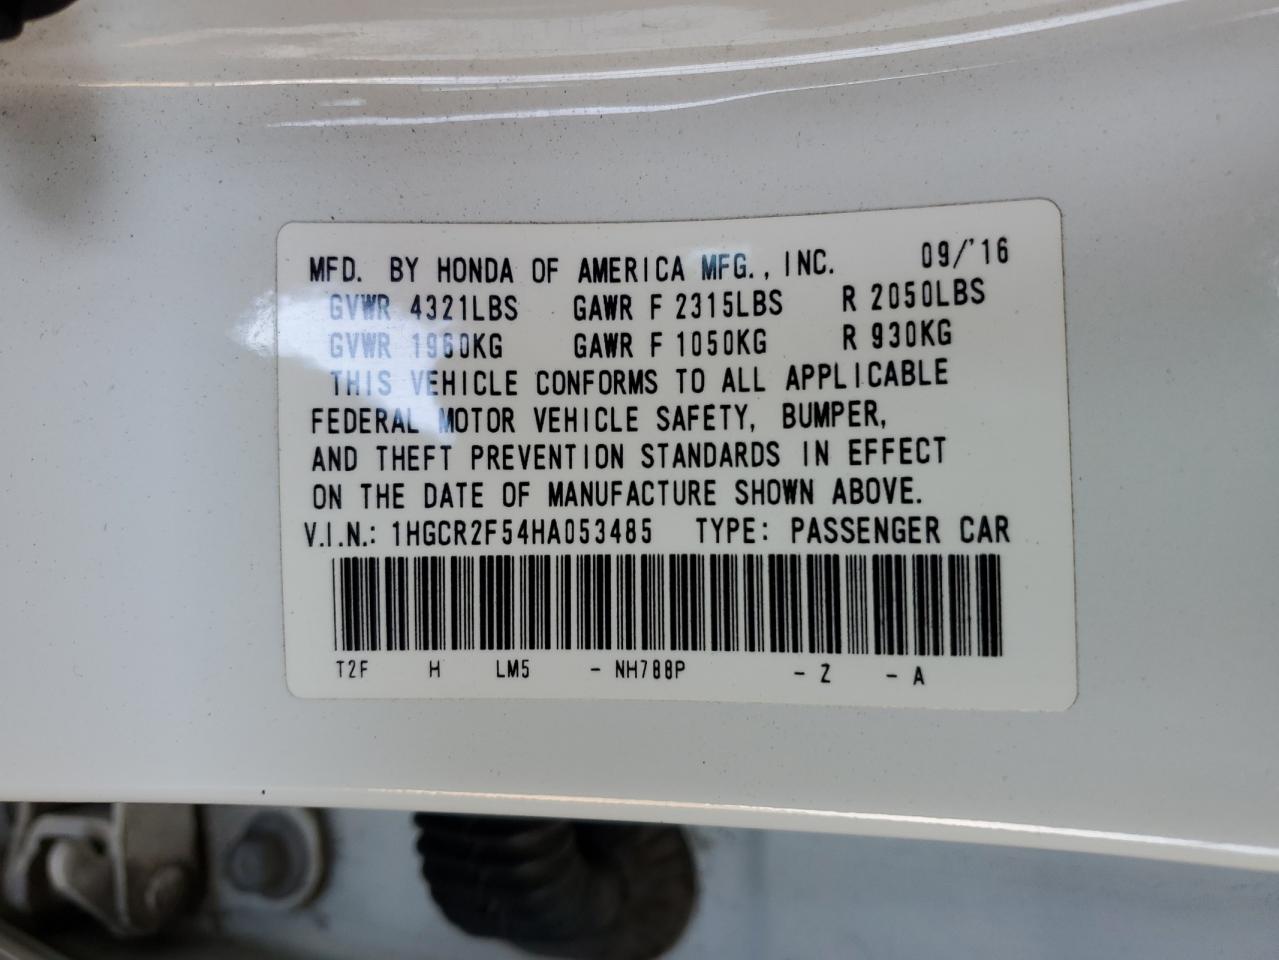 MFD. BY HONDA OF AMERICA MFG., INC. 09/'16
GVWR 4321LBS GAWR F 2315LBS R 2050LBS
GVWR 1960KG GAWR F 1050KG R 930KG
THIS VEHICLE CONFORMS TO ALL APPLICABLE
FEDERAL MOTOR VEHICLE SAFETY, BUMPER,
AND THEFT PREVENTION STANDARDS IN EFFECT
ON THE DATE OF MANUFACTURE SHOWN ABOVE.
V.I.N.: 1HGCR2F54HA053485 TYPE: PASSENGER CAR
T2F H LM5 - NH788P - Z - A